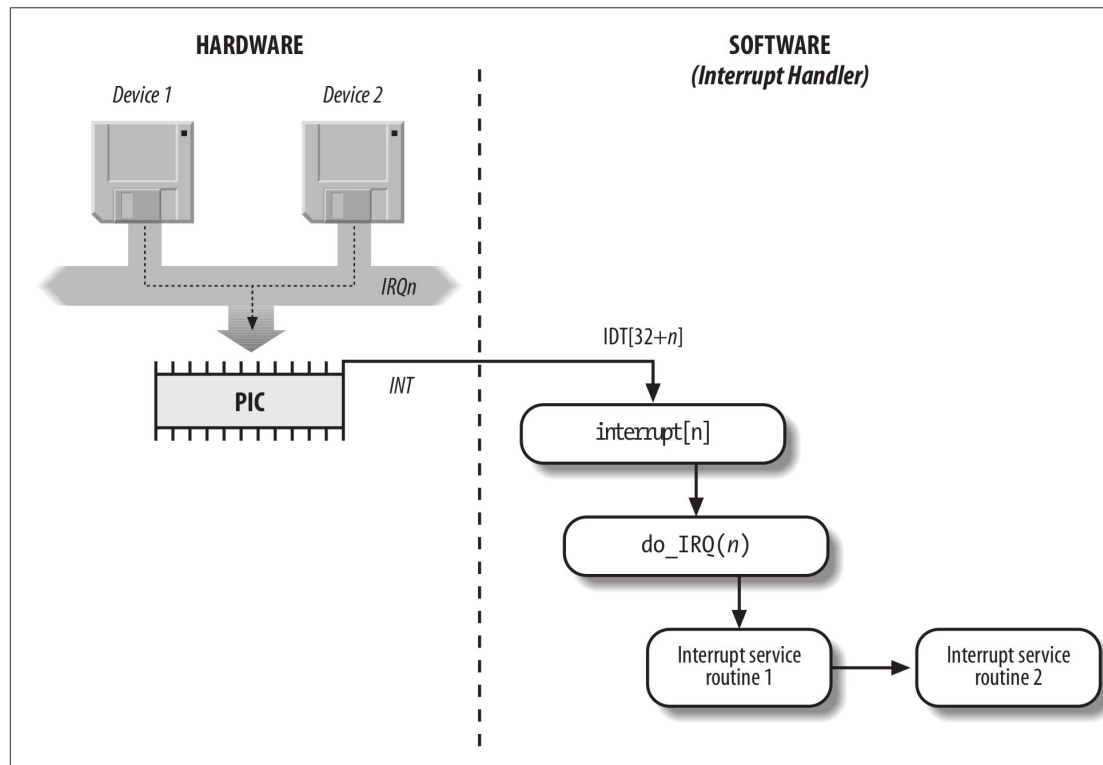 HARDWARE
SOFTWARE
(Interrupt Handler)
Device 1
Device 2
IRQn
IDT[32+n]
INT
PIC
interrupt[n]
do_IRQ(n)
Interrupt service
routine 1
Interrupt service
routine 2